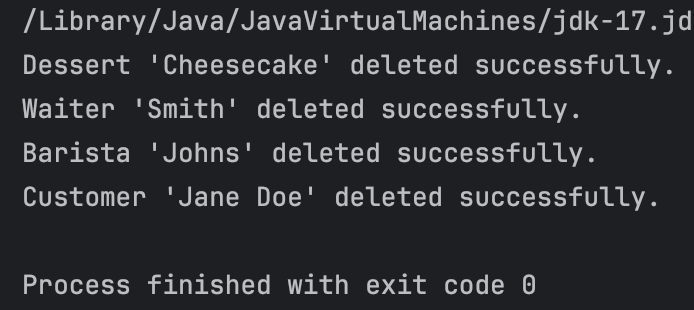 /Library/Java/JavaVirtualMachines/jdk-17.jd
Dessert 'Cheesecake' deleted successfully.
Waiter 'Smith' deleted successfully.
Barista 'Johns' deleted successfully.
Customer 'Jane Doe' deleted successfully.
Process finished with exit code 0